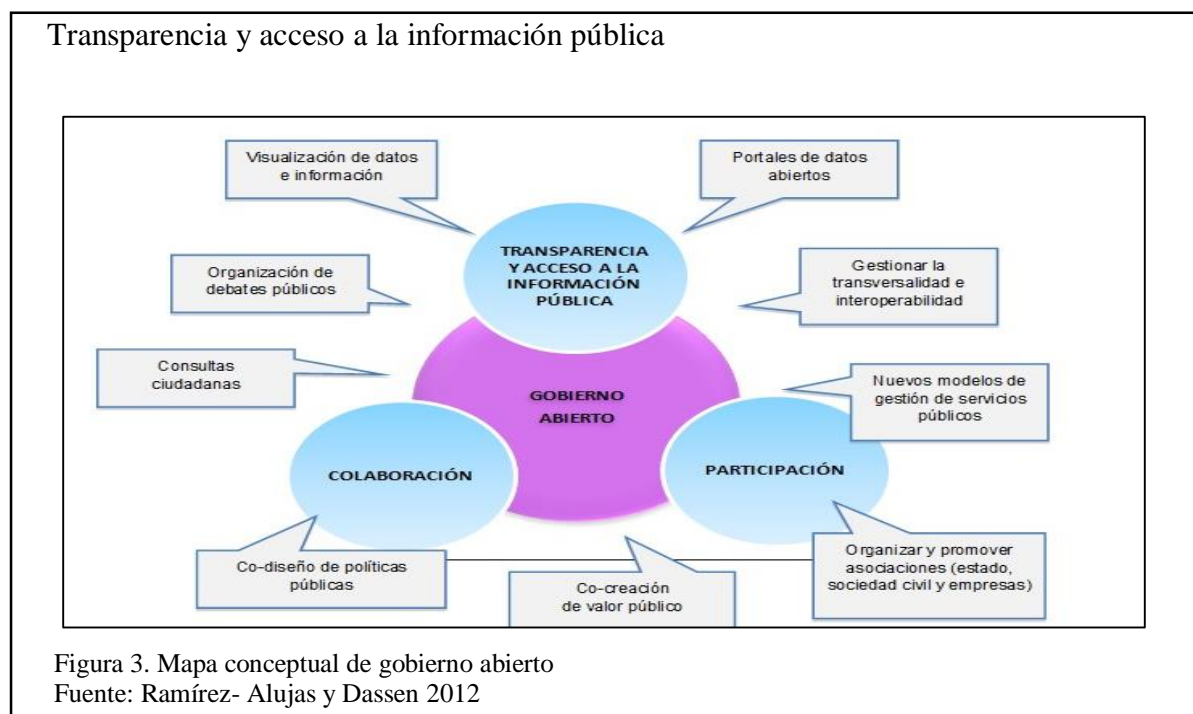 Transparencia y acceso a la información pública
Visualización de datos
e información
Portales de datos
abiertos
TRANSPARENCIA
Y ACCESO A LA
INFORMACIÓN
PÚBLICA
Organización de
debates públicos
Gestionar la
transversalidad e
interoperabilidad
Consultas
ciudadanas
GOBIERNO
ABIERTO
Nuevos modelos de
gestión de servicios
públicos
COLABORACIÓN
PARTICIPACIÓN
Co-diseño de políticas
públicas
Co-creación
de valor público
Organizar y promover
asociaciones (estado,
sociedad civil y empresas)
Figura 3. Mapa conceptual de gobierno abierto
Fuente: Ramírez- Alujas y Dassen 2012